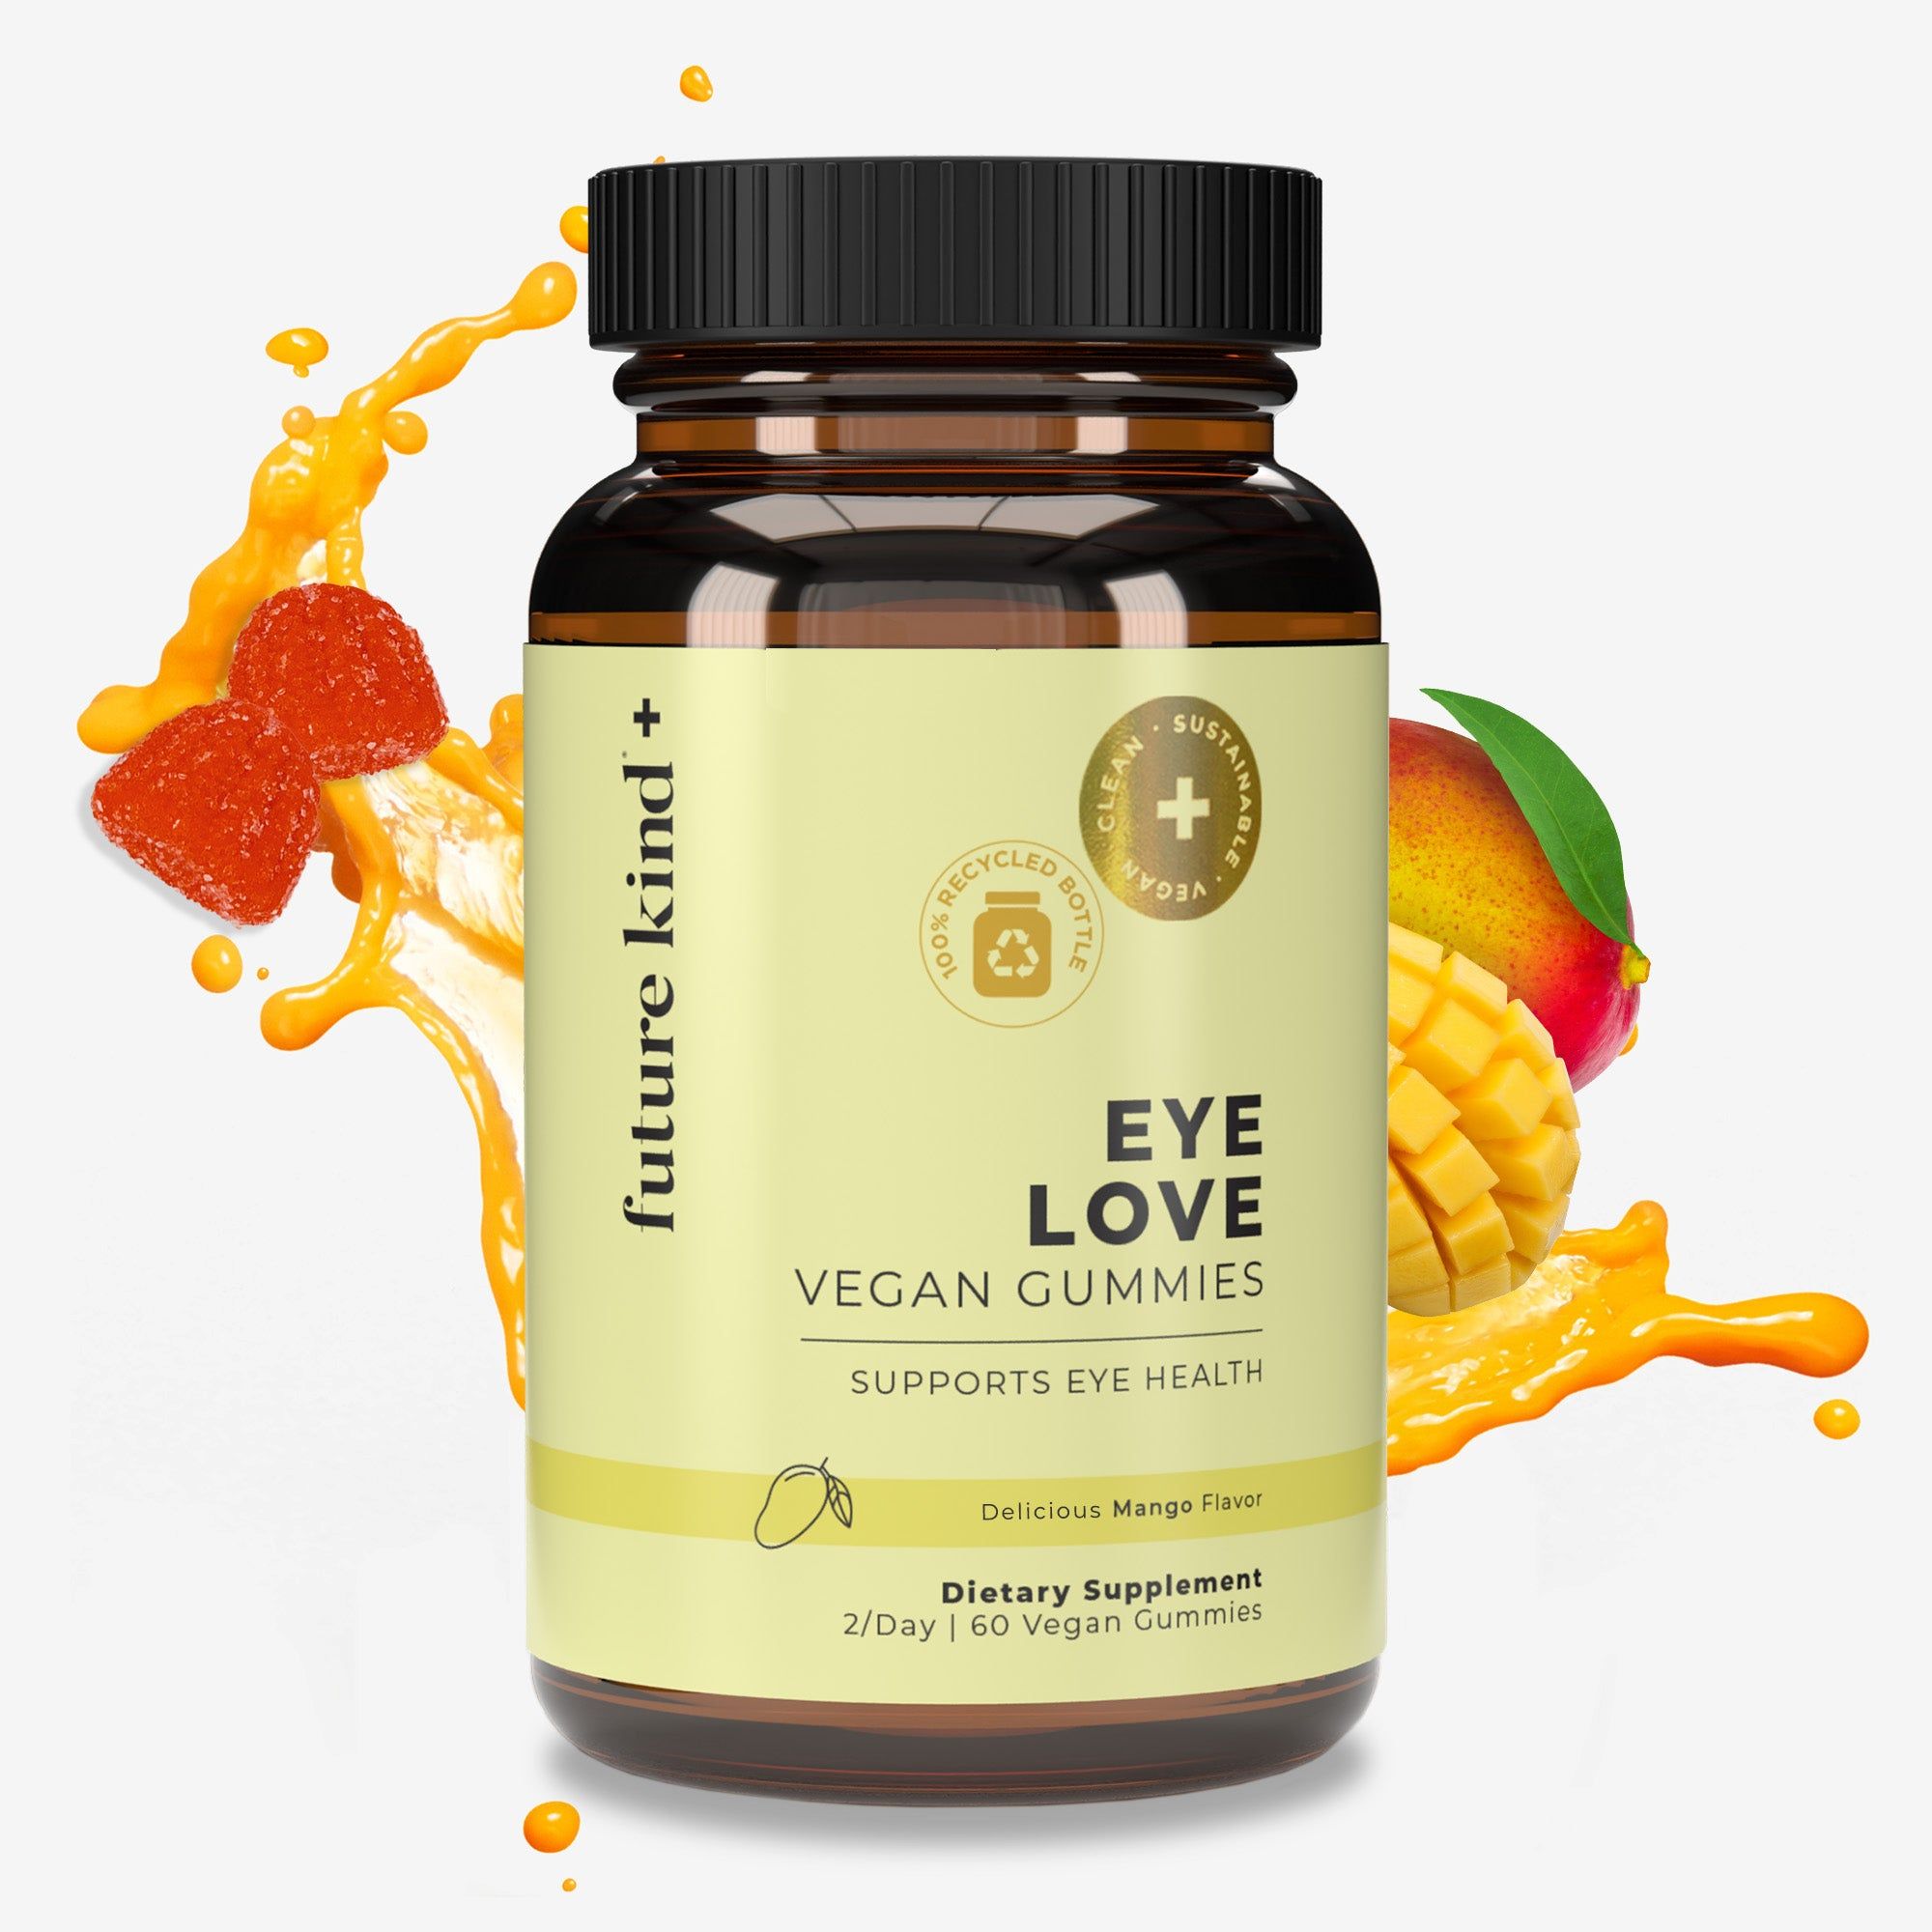 future kind +
CLEAN · SUSTAINABLE · VEGAN
100% RECYCLED BOTTLE
EYE
LOVE
VEGAN GUMMIES
SUPPORTS EYE HEALTH
Delicious Mango Flavor
Dietary Supplement
2/Day | 60 Vegan Gummies